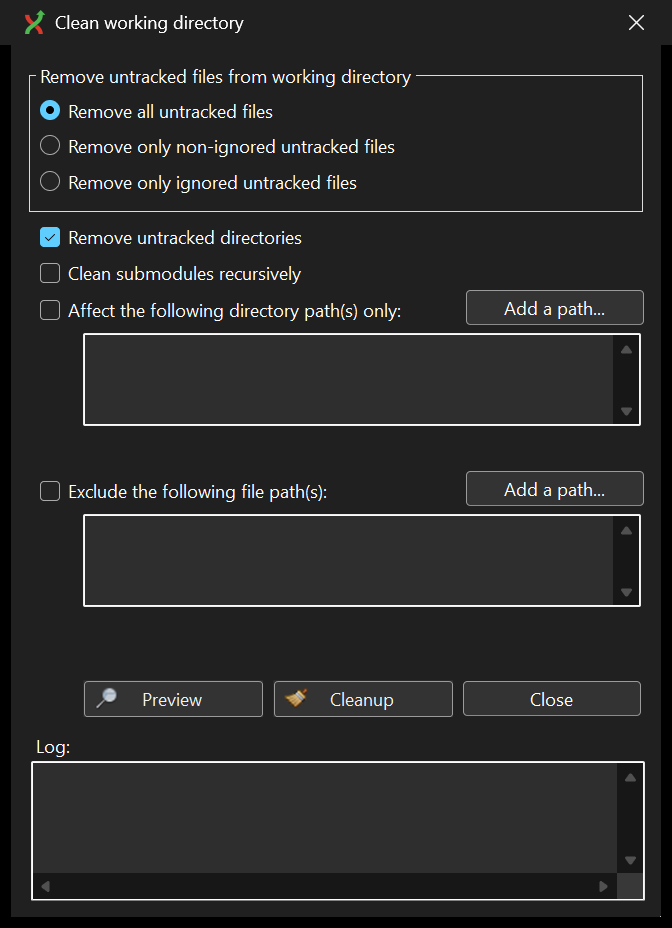 Clean working directory
Remove untracked files from working directory
Remove all untracked files
Remove only non-ignored untracked files
Remove only ignored untracked files
Remove untracked directories
Clean submodules recursively
Affect the following directory path(s) only:
Add a path...
Exclude the following file path(s):
Add a path...
Preview
Cleanup
Close
Log: